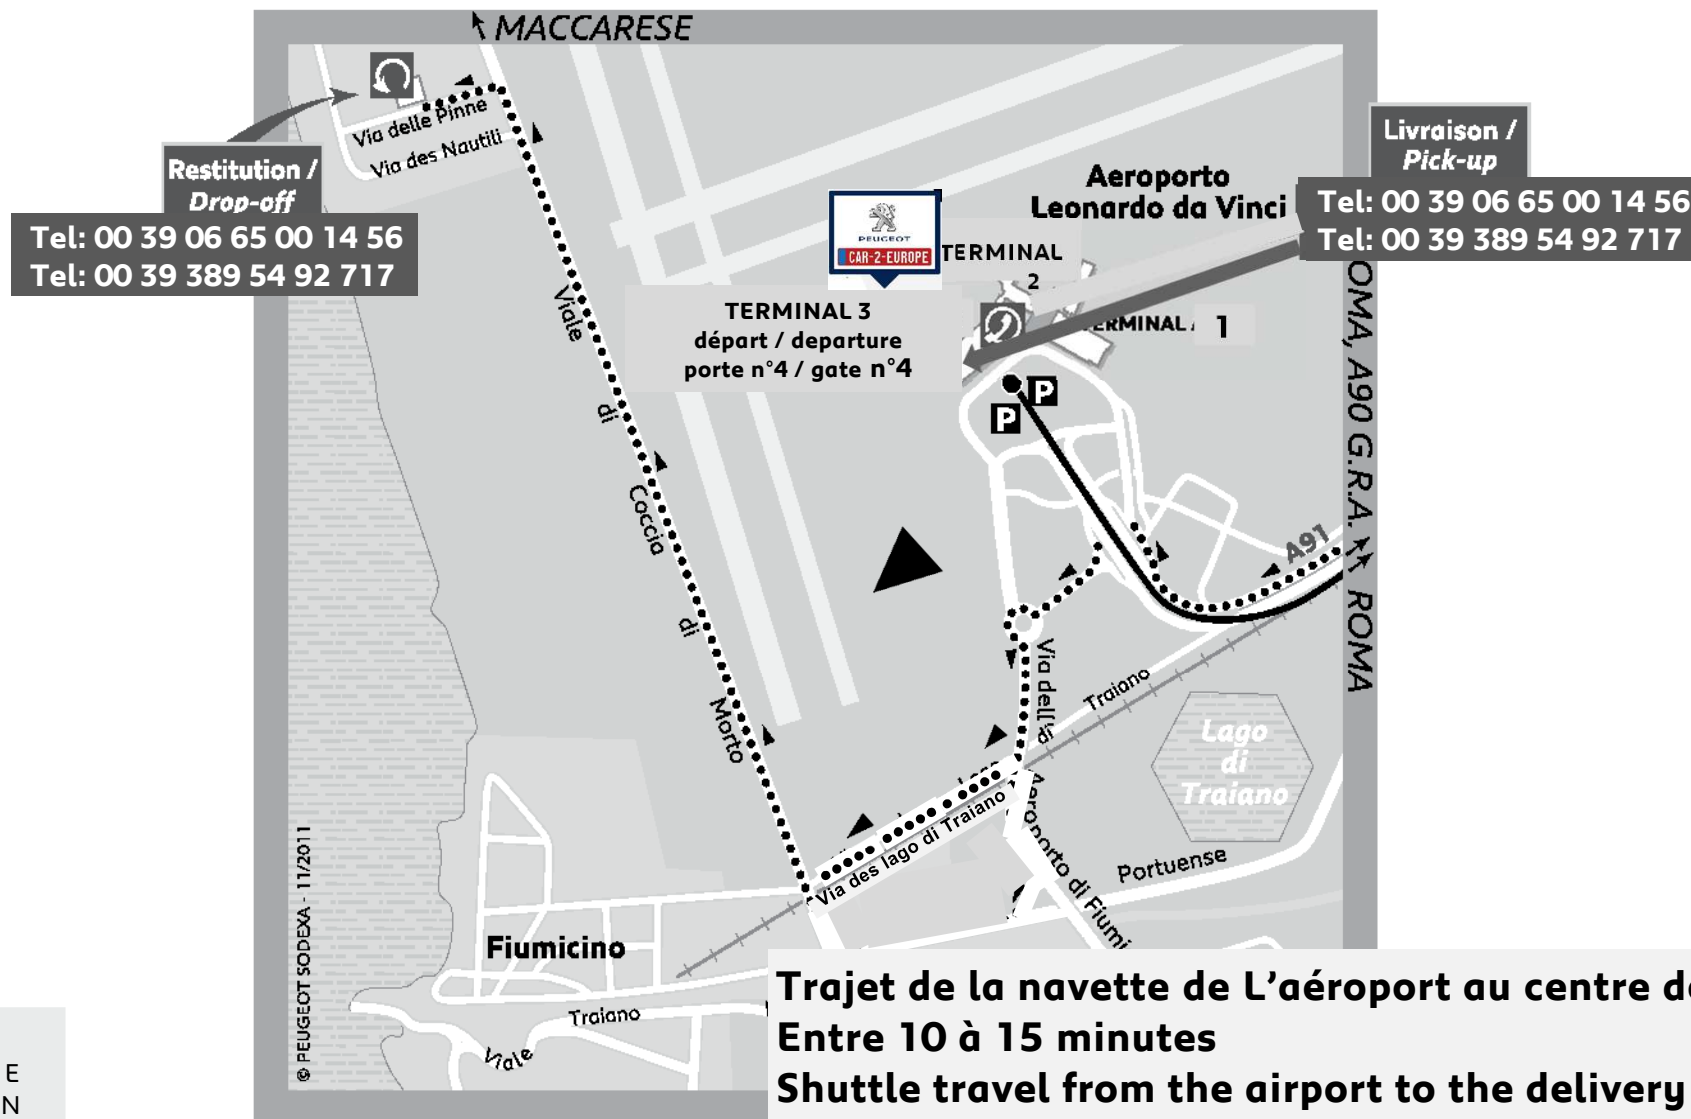 MACCARESE
Via delle Pinne
Via des Nautili
Restitution /
Drop-off
Tel: 00 39 06 65 00 14 56
Tel: 00 39 389 54 92 717
Livraison /
Pick-up
Tel: 00 39 06 65 00 14 56
Tel: 00 39 389 54 92 717
Aeroporto
Leonardo da Vinci
PEUGEOT
CAR-2-EUROPE
TERMINAL
2
TERMINAL 3
départ / departure
porte n°4 / gate n°4
1
P
P
Viale di Coccia di Morto
A90 G.R.A.
ROMA
A91
Via dell'
di
Traiano
Lago
di
Traiano
Via des lago di Traiano
Portuense
Fiumicino
Traiano
Viale
© PEUGEOT SODEXA - 11/2011
Trajet de la navette de L'aéroport au centre
Entre 10 à 15 minutes
Shuttle travel from the airport to the delivery
E
N